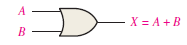 A
B
X = A + B